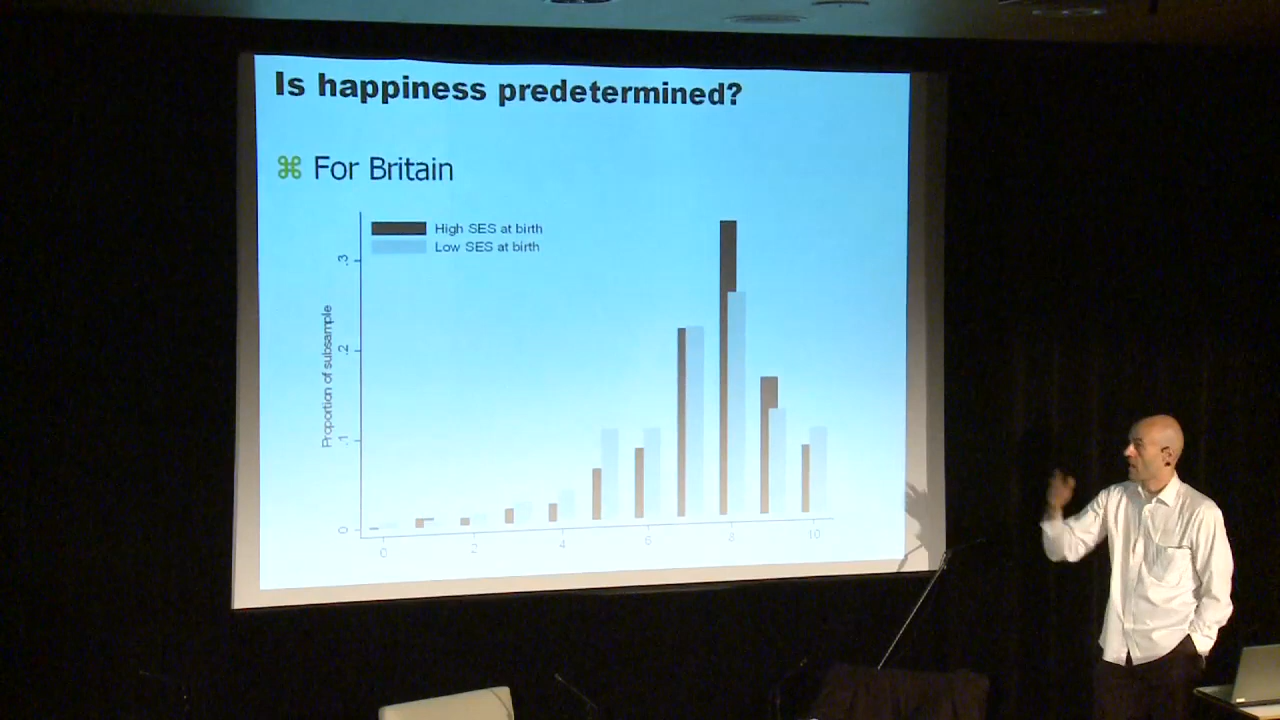 Is happiness predetermined?
⌘ For Britain
High SES at birth
Low SES at birth
Proportion of subsample
.3
.2
.1
0
0 2 4 6 8 10